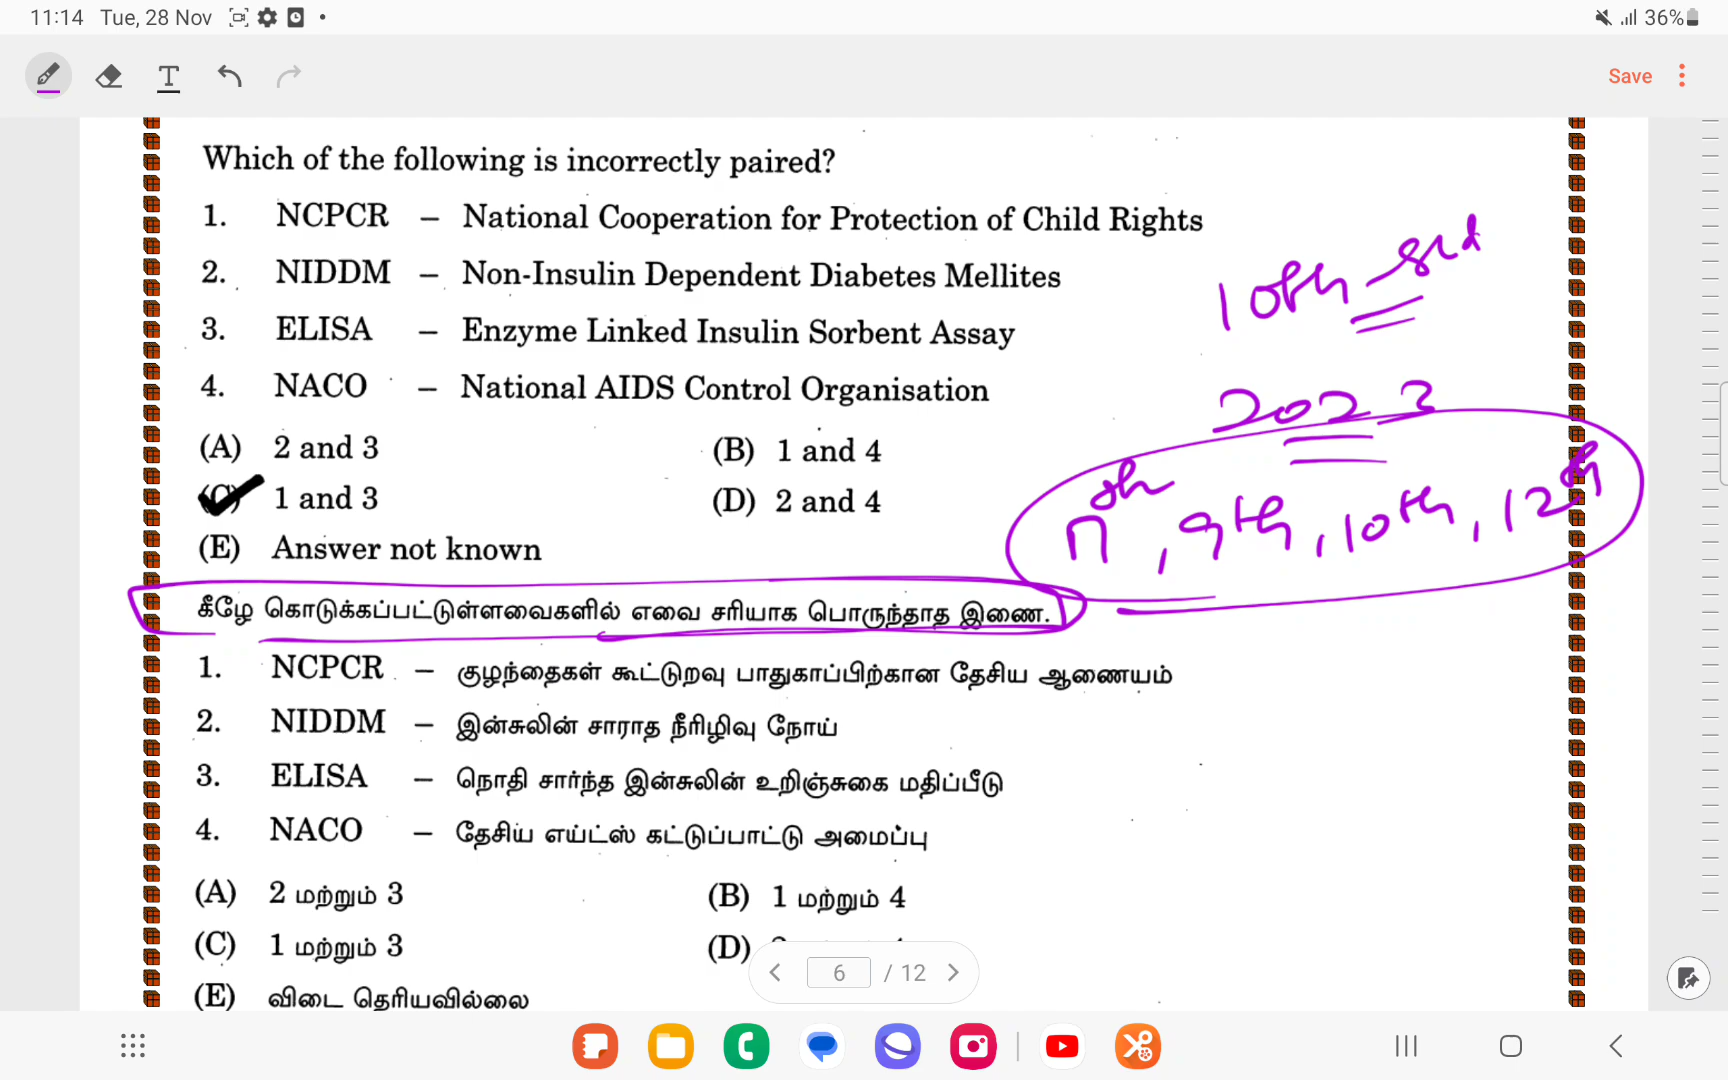 11:14 Tue, 28 Nov
36%
Save
Which of the following is incorrectly paired?
1. NCPCR – National Cooperation for Protection of Child Rights
2. NIDDM – Non-Insulin Dependent Diabetes Mellites
3. ELISA – Enzyme Linked Insulin Sorbent Assay
4. NACO – National AIDS Control Organisation
(A) 2 and 3
(B) 1 and 4
(C) 1 and 3
(D) 2 and 4
(E) Answer not known
10th
2023
9th, 10th, 12th
கீழே கொடுக்கப்பட்டுள்ளவைகளில் எவை சரியாக பொருந்தாத இணை.
1. NCPCR – குழந்தைகள் கூட்டுறவு பாதுகாப்பிற்கான தேசிய ஆணையம்
2. NIDDM – இன்சுலின் சாராத நீரிழிவு நோய்
3. ELISA – நொதி சார்ந்த இன்சுலின் உறிஞ்சுகை மதிப்பீடு
4. NACO – தேசிய எய்ட்ஸ் கட்டுப்பாட்டு அமைப்பு
(A) 2 மற்றும் 3
(B) 1 மற்றும் 4
(C) 1 மற்றும் 3
(D)
(E) விடை தெரியவில்லை
6 / 12